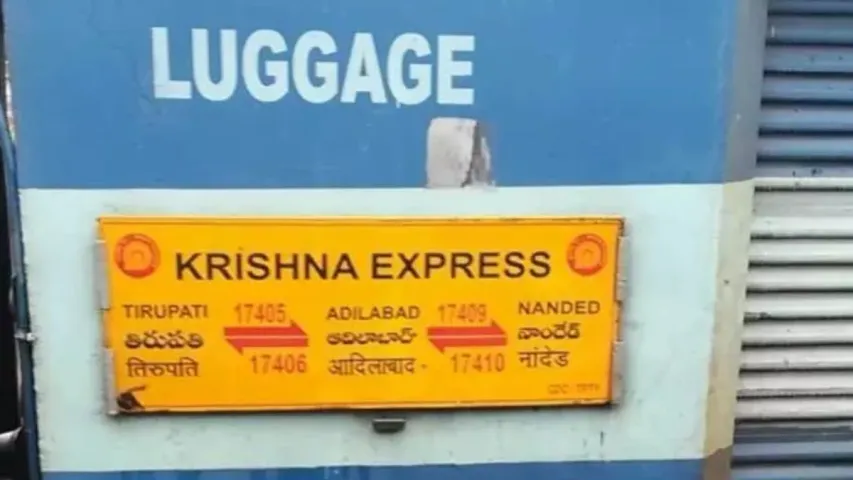 LUGGAGE
KRISHNA EXPRESS
TIRUPATI 17405 ADILABAD 17409 NANDED
తిరుపతి ఆదిలాబాద్ నాందేడ్
तिरुपति 17406 आदिलाबाद - 17410 नांदेड